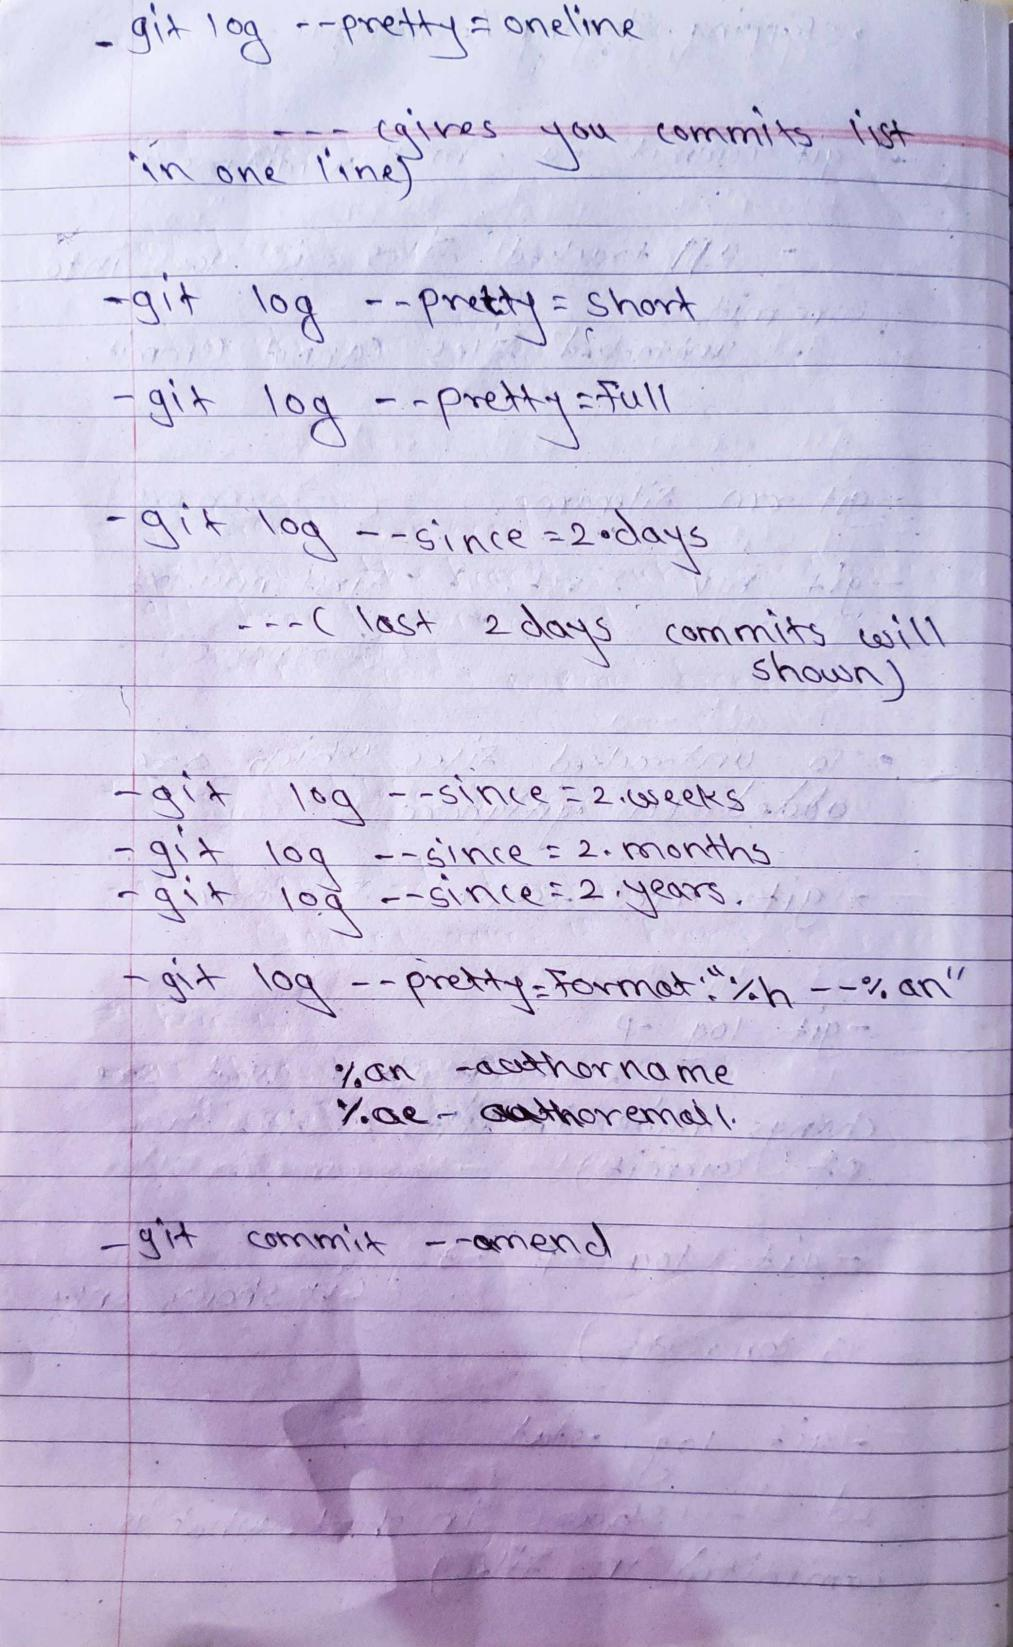 - git log --pretty=oneline
--- (gives you commits list
in one line)
- git log --pretty=short
- git log --pretty=Full
- git log --since=2.days
---( last 2 days commits will
shown)
- git log --since=2.weeks
- git log --since=2.months
- git log --since=2.years.
- git log --pretty=Format:"%h --%an"
%an - authorname
%ae - authoremail.
- git commit --amend